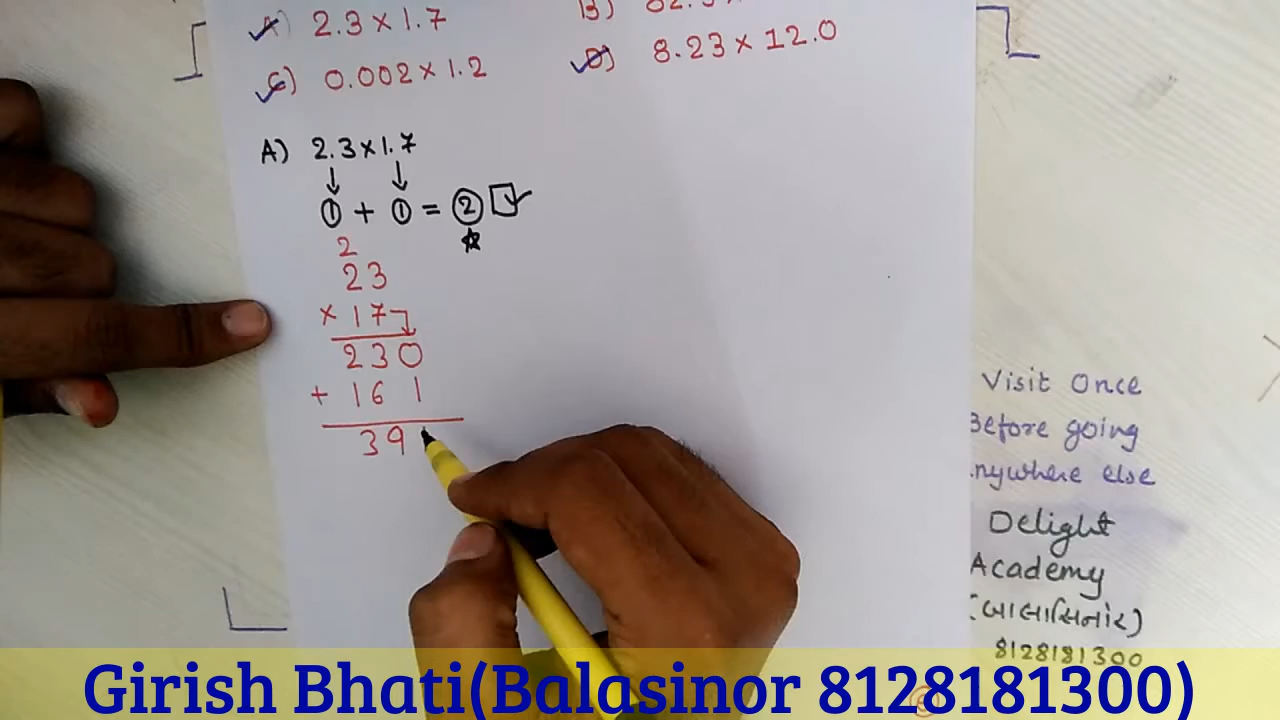 A) 2.3 × 1.7
B)
C) 0.002 × 1.2
D) 8.23 × 12.0
A) 2.3 × 1.7
↓ ↓
① + ① = ②
2
23
× 17
230
+ 161
39
Visit Once
Before going
Anywhere else
Delight
Academy
(બાલાસિનોર)
8128181300
Girish Bhati(Balasinor 8128181300)